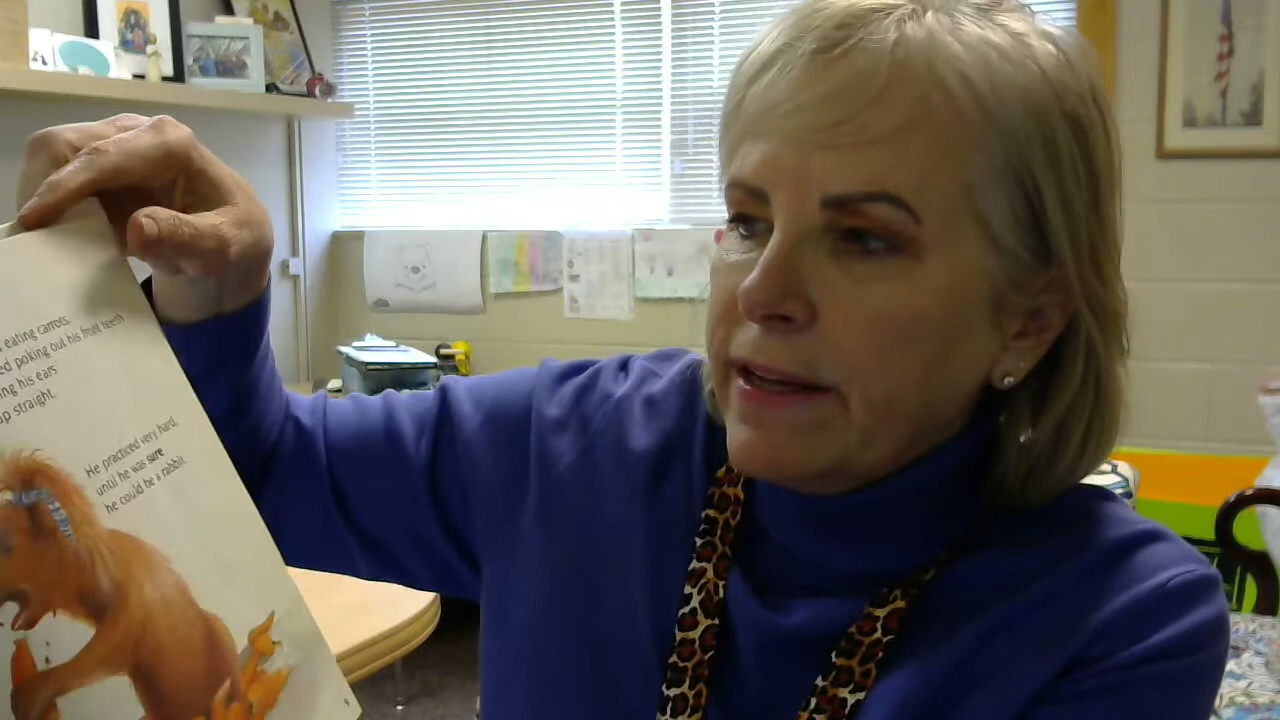 eating carrots.
poking out his front teeth
his ears
up straight.
He practiced very hard,
until he was sure
he could be a rabbit.